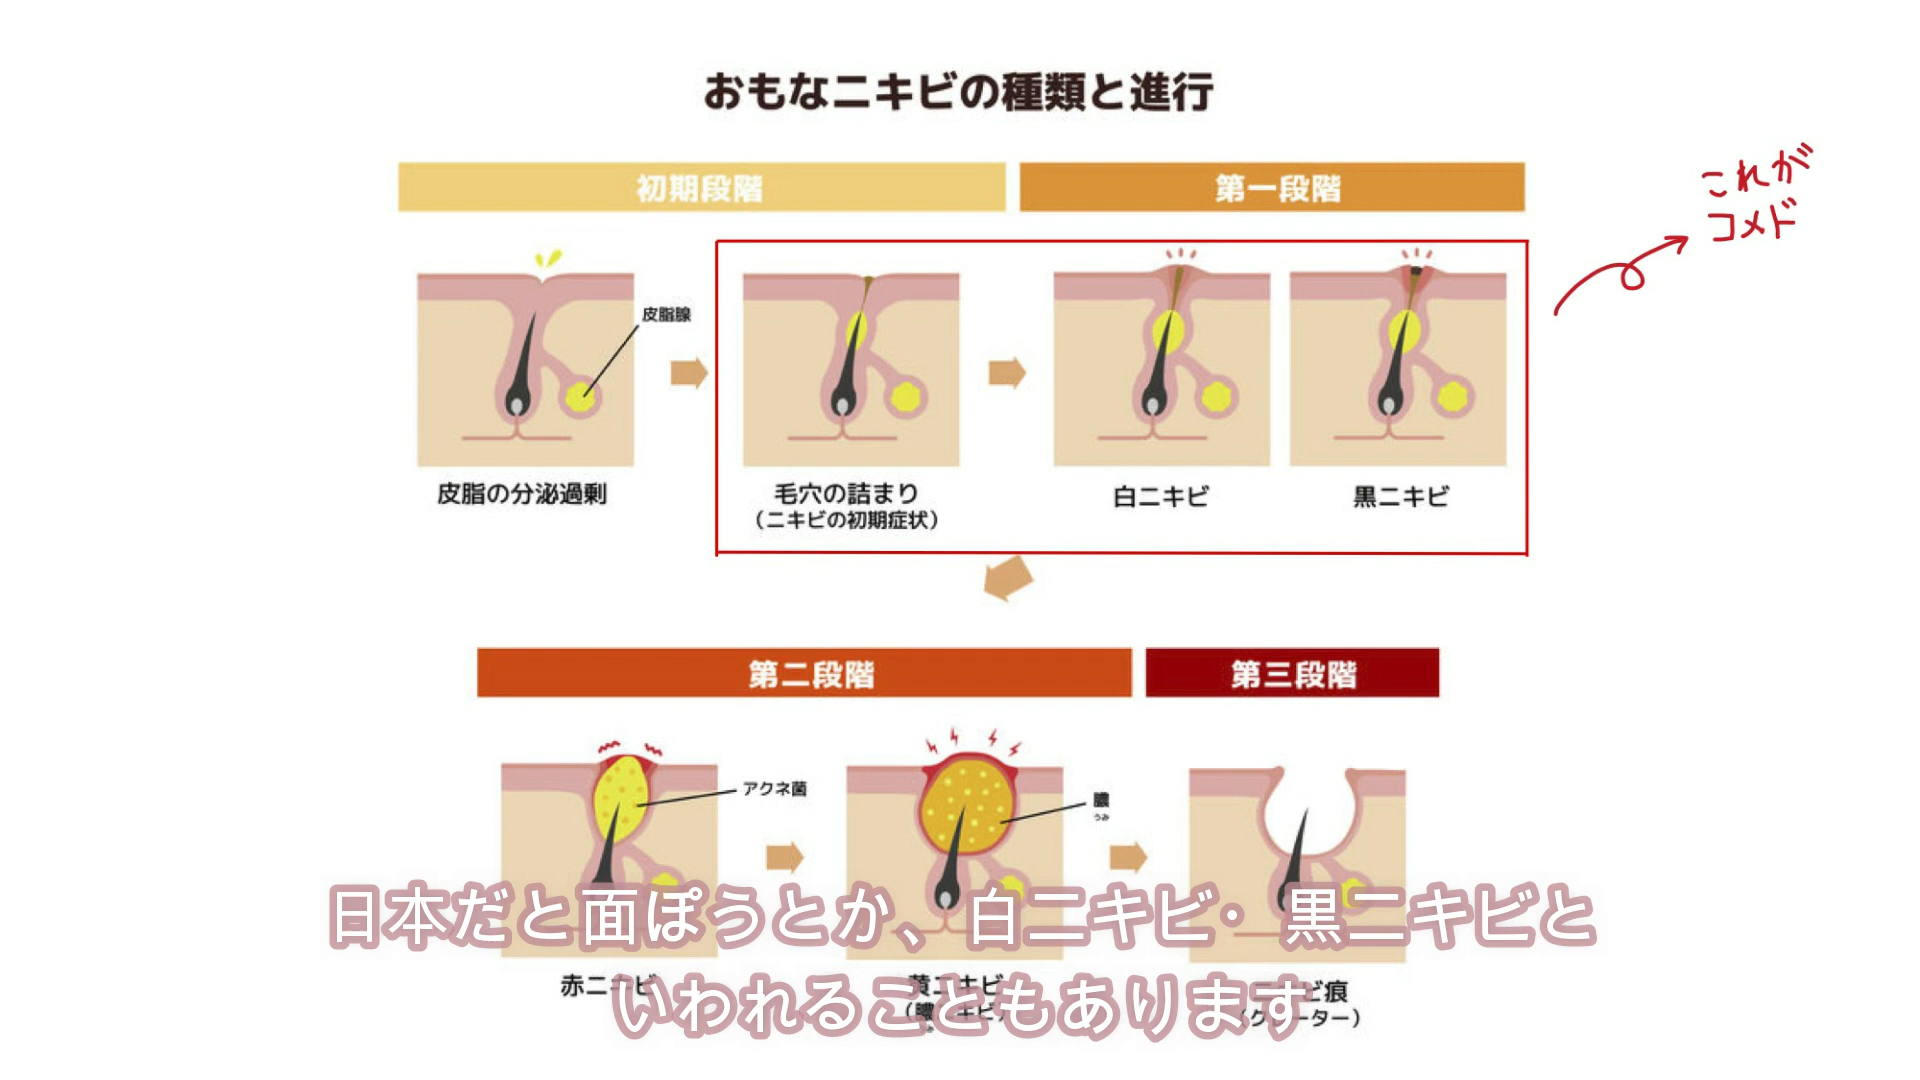 おもなニキビの種類と進行
初期段階
第一段階
これが
コメド
皮脂腺
皮脂の分泌過剰
毛穴の詰まり
（ニキビの初期症状）
白ニキビ
黒ニキビ
第二段階
第三段階
アクネ菌
膿
うみ
日本だと面ぽうとか、白ニキビ・黒ニキビと
いわれることもあります
赤ニキビ
黄ニキビ